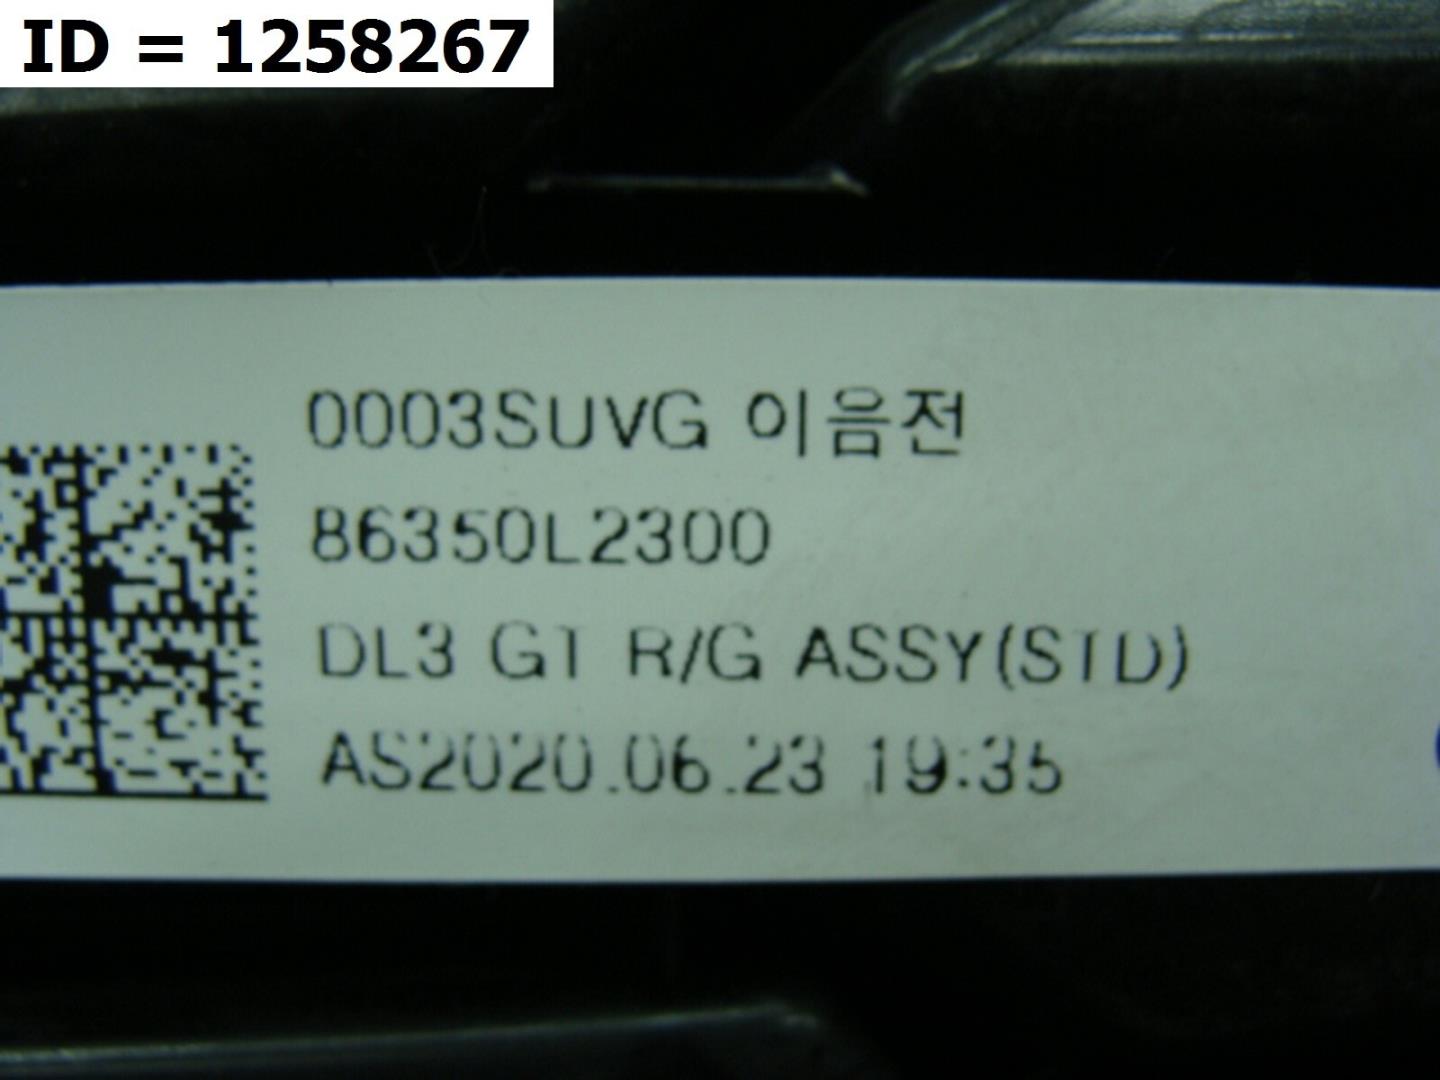 ID = 1258267
0003SUVG 이음전
86350L2300
DL3 GT R/G ASSY(STD)
AS2020.06.23 19:35